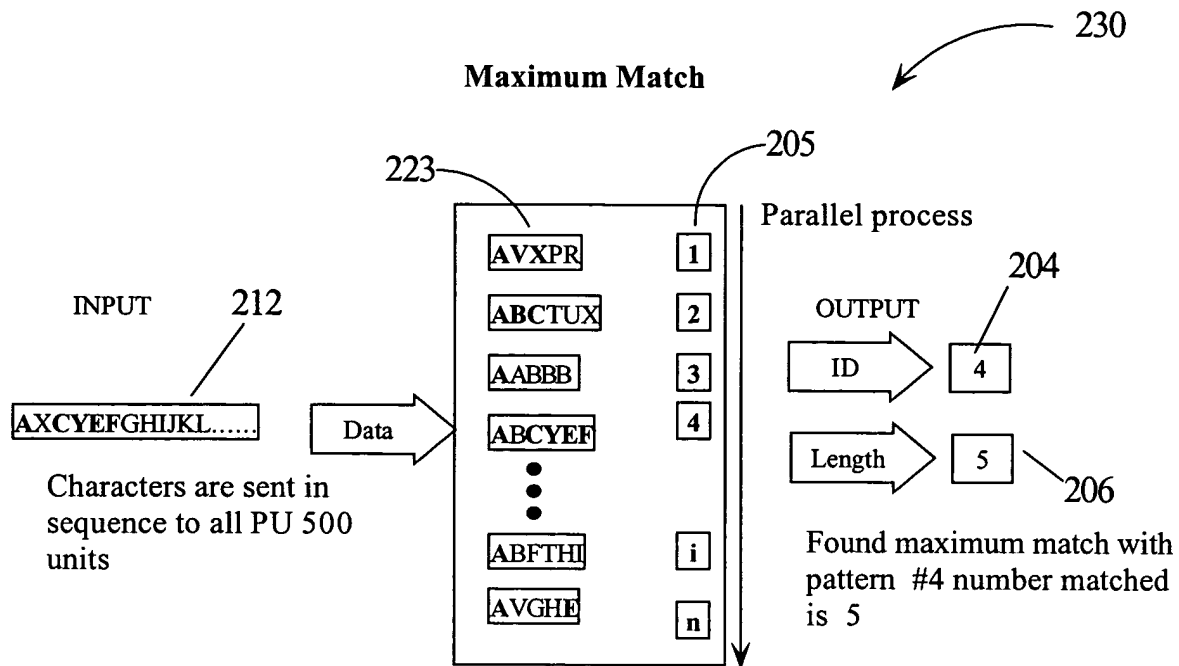 230
Maximum Match
205
223
Parallel process
AVXPR
1
204
INPUT
212
ABCTUX
2
OUTPUT
ID
4
AABBB
3
AXCYEFGHIJKL......
Data
ABCYEF
4
Length
5
206
Characters are sent in
sequence to all PU 500
units
ABFTHI
i
Found maximum match with
pattern #4 number matched
is 5
AVGHE
n